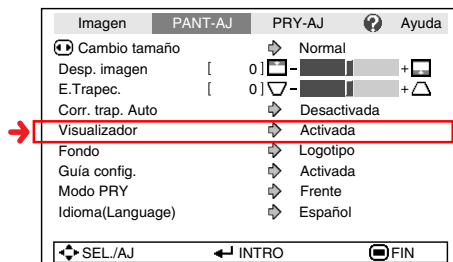 Imagen PANT-AJ PRY-AJ ? Ayuda
Cambio tamaño Normal
Desp. imagen [ 0] - +
E.Trapec. [ 0] - +
Corr. trap. Auto Desactivada
Visualizador Activada
Fondo Logotipo
Guía config. Activada
Modo PRY Frente
Idioma(Language) Español
SEL./AJ INTRO FIN